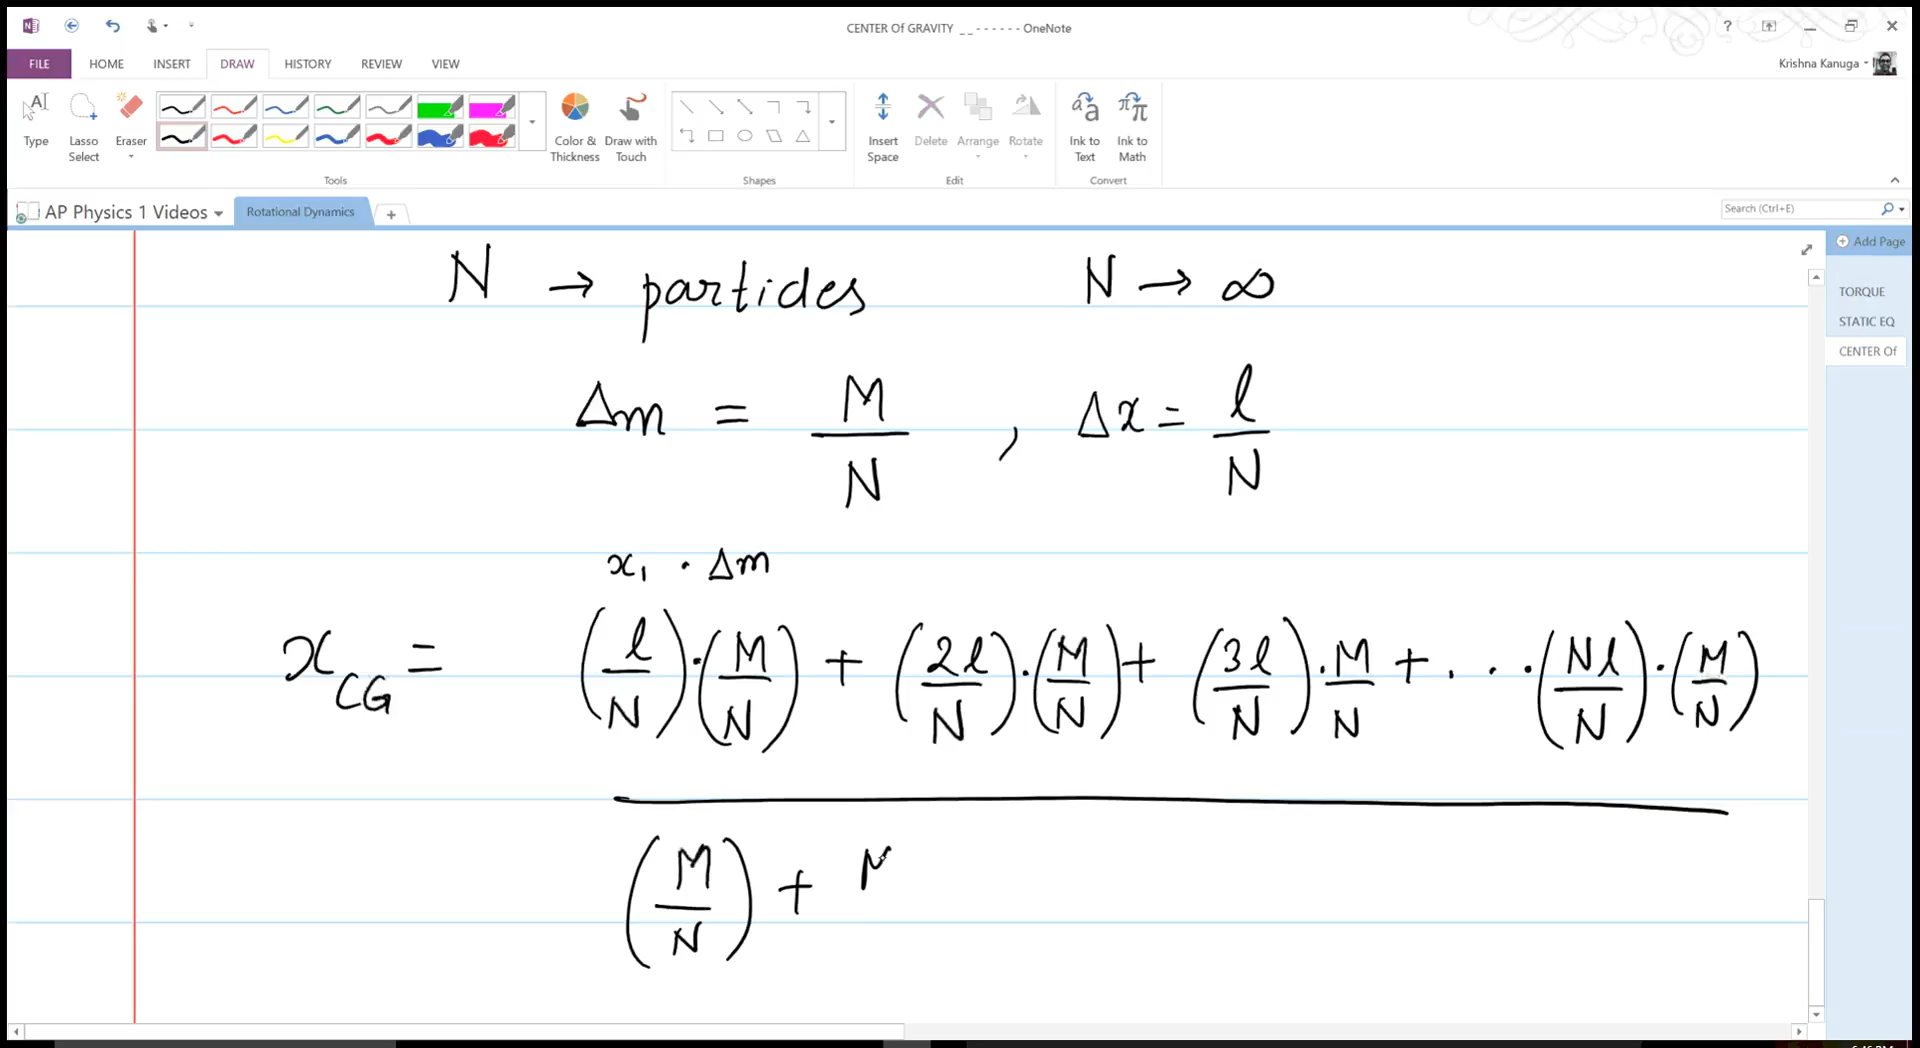 CENTER Of GRAVITY _ _ - - - - - - OneNote
?
FILE HOME INSERT DRAW HISTORY REVIEW VIEW
Krishna Kanuga
Type
Lasso Select
Eraser
Color & Thickness
Draw with Touch
Insert Space
Delete
Arrange
Rotate
Ink to Text
Ink to Math
Tools Shapes Edit Convert
AP Physics 1 Videos
Rotational Dynamics
+
Search (Ctrl+E)
Add Page
TORQUE
STATIC EQ
CENTER Of
N → particles N → ∞
Δm = M/N , Δx = l/N
x₁ · Δm
x_CG = (l/N)·(M/N) + (2l/N)·(M/N) + (3l/N)·M/N + . . . (Nl/N)·(M/N)
(M/N) +